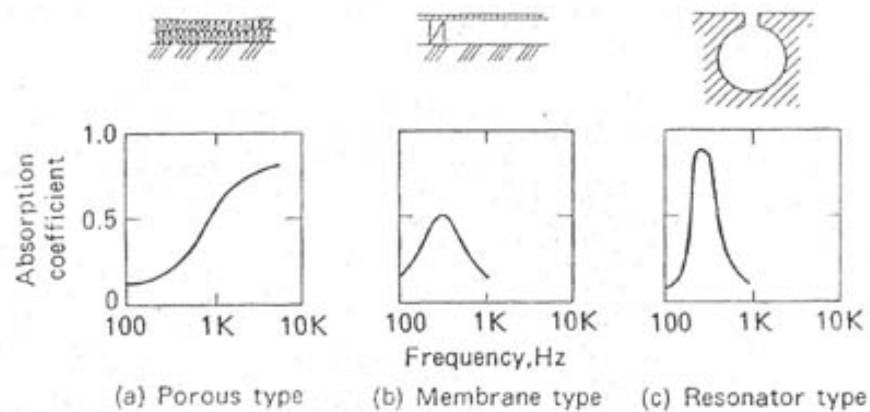 Absorption coefficient
1.0
0.5
0
100 1K 10K
100 1K 10K
100 1K 10K
Frequency,Hz
(a) Porous type
(b) Membrane type
(c) Resonator type